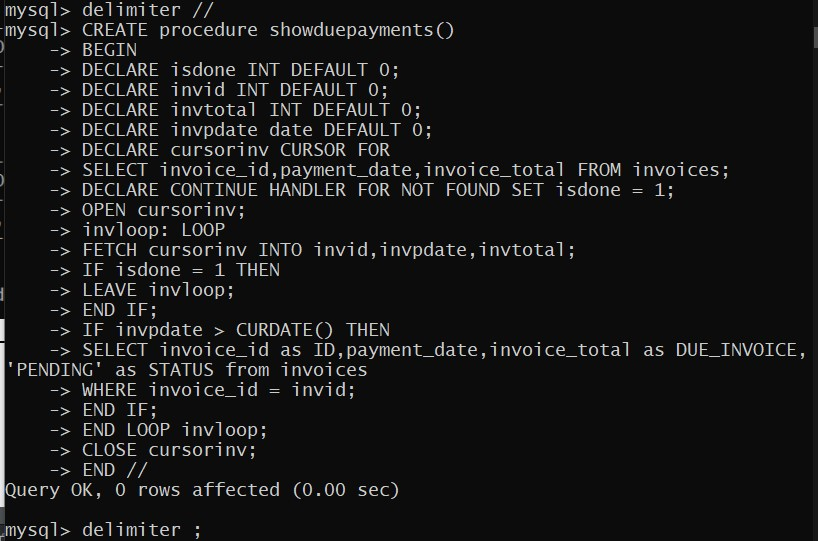 mysql> delimiter //
mysql> CREATE procedure showduepayments()
    -> BEGIN
    -> DECLARE isdone INT DEFAULT 0;
    -> DECLARE invid INT DEFAULT 0;
    -> DECLARE invtotal INT DEFAULT 0;
    -> DECLARE invpdate date DEFAULT 0;
    -> DECLARE cursorinv CURSOR FOR
    -> SELECT invoice_id,payment_date,invoice_total FROM invoices;
    -> DECLARE CONTINUE HANDLER FOR NOT FOUND SET isdone = 1;
    -> OPEN cursorinv;
    -> invloop: LOOP
    -> FETCH cursorinv INTO invid,invpdate,invtotal;
    -> IF isdone = 1 THEN
    -> LEAVE invloop;
    -> END IF;
    -> IF invpdate > CURDATE() THEN
    -> SELECT invoice_id as ID,payment_date,invoice_total as DUE_INVOICE,
'PENDING' as STATUS from invoices
    -> WHERE invoice_id = invid;
    -> END IF;
    -> END LOOP invloop;
    -> CLOSE cursorinv;
    -> END //
Query OK, 0 rows affected (0.00 sec)
mysql> delimiter ;